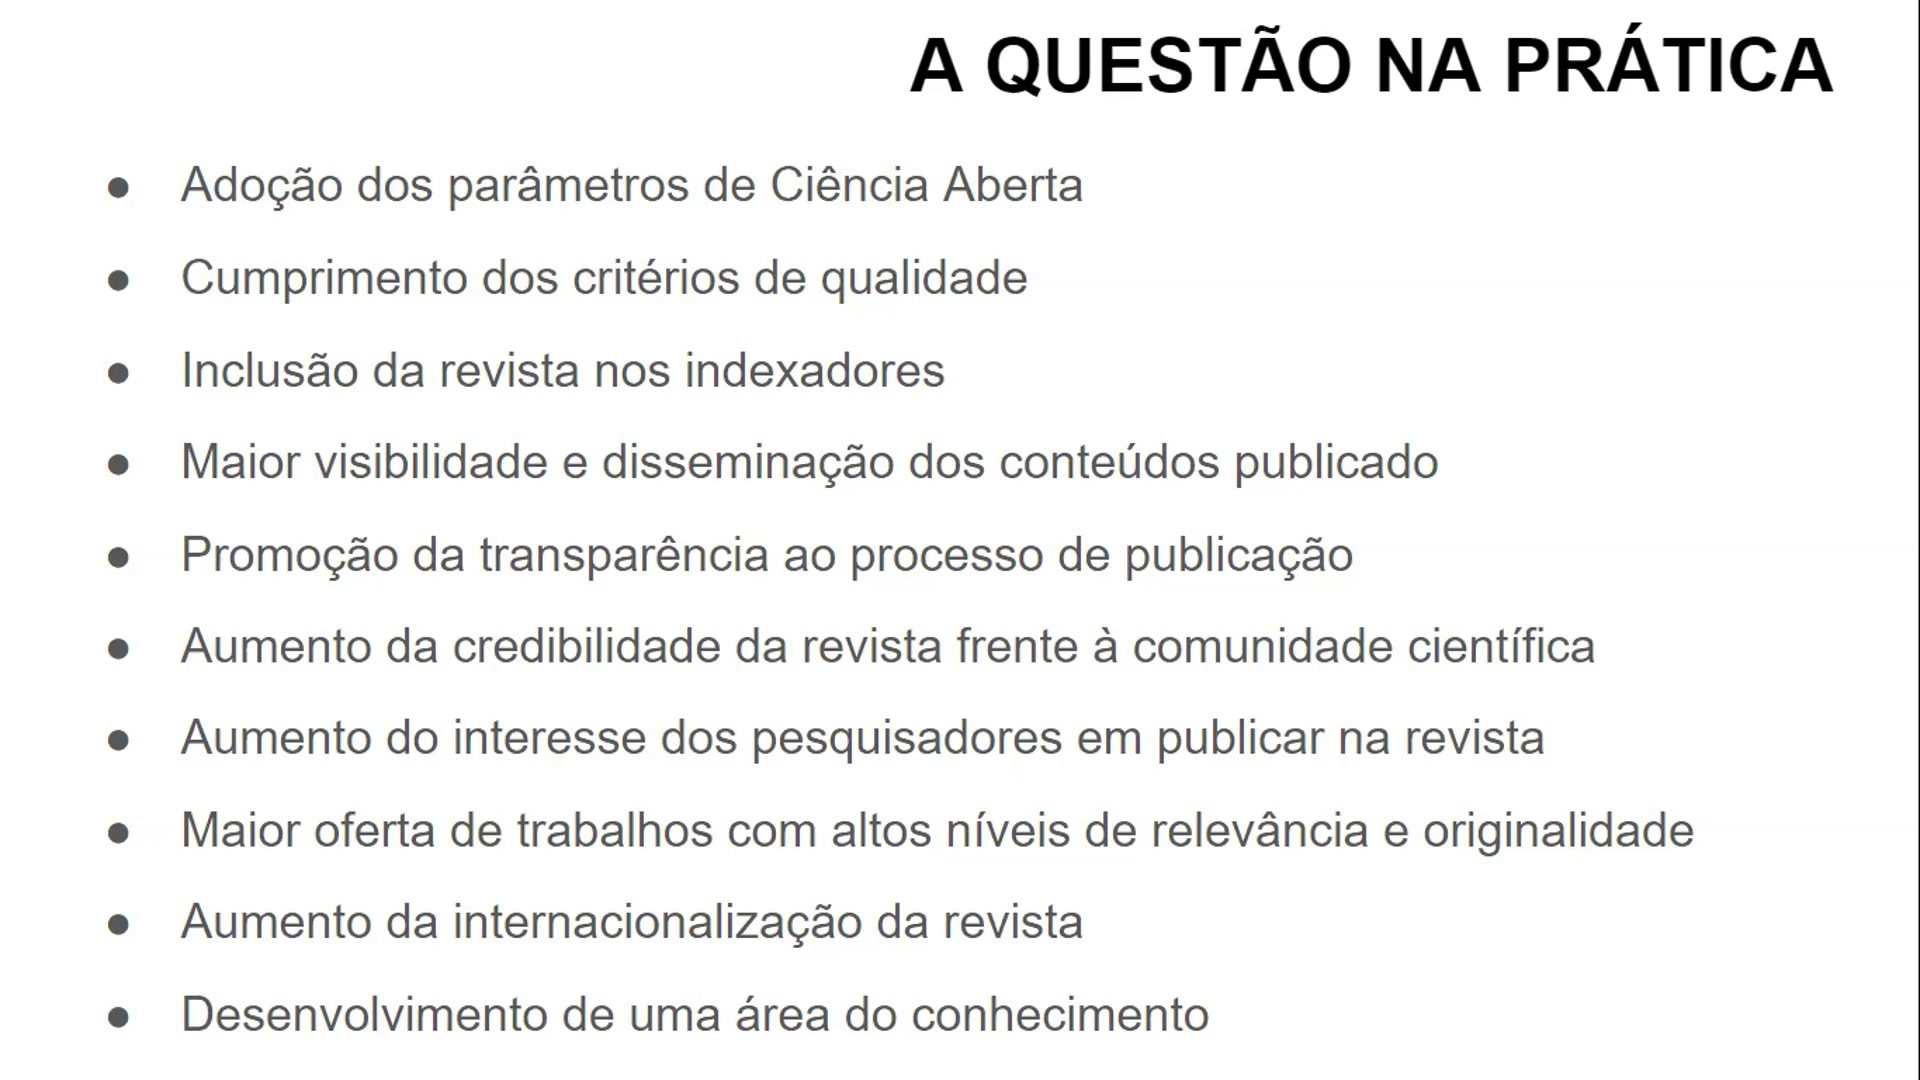 A QUESTÃO NA PRÁTICA
● Adoção dos parâmetros de Ciência Aberta
● Cumprimento dos critérios de qualidade
● Inclusão da revista nos indexadores
● Maior visibilidade e disseminação dos conteúdos publicado
● Promoção da transparência ao processo de publicação
● Aumento da credibilidade da revista frente à comunidade científica
● Aumento do interesse dos pesquisadores em publicar na revista
● Maior oferta de trabalhos com altos níveis de relevância e originalidade
● Aumento da internacionalização da revista
● Desenvolvimento de uma área do conhecimento